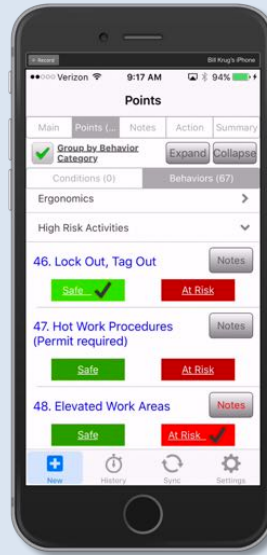 Record
Bill Krug's iPhone
Verizon 9:17 AM 94%
Points
Main Points (... Notes Action Summary
Group by Behavior
Category
Expand Collapse
Conditions (0) Behaviors (67)
Ergonomics
High Risk Activities
46. Lock Out, Tag Out Notes
Safe At Risk
47. Hot Work Procedures
(Permit required)
Notes
Safe At Risk
48. Elevated Work Areas Notes
Safe At Risk
New History Sync Settings